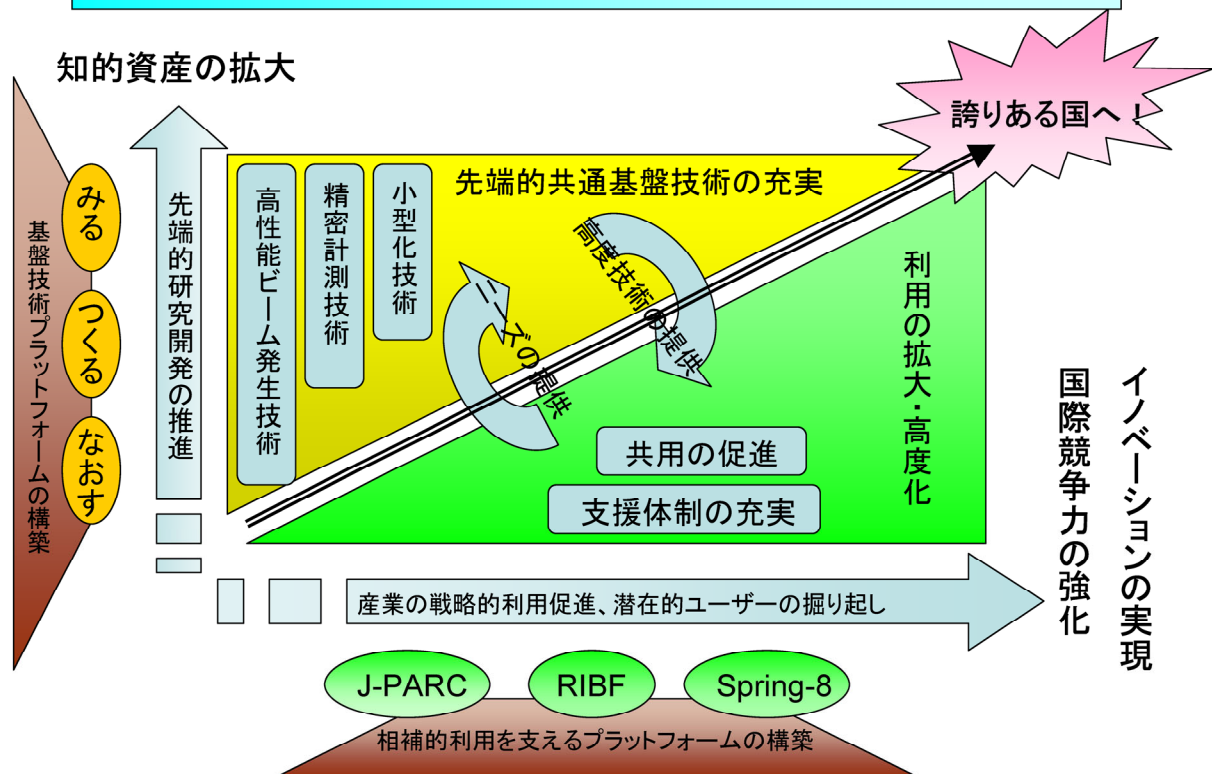 知的資産の拡大
誇りある国へ！
基盤技術プラットフォームの構築
みる
つくる
なおす
先端的研究開発の推進
高性能ビーム発生技術
精密計測技術
小型化技術
先端的共通基盤技術の充実
高度技術の提供
ニーズの提供
利用の拡大・高度化
共用の促進
支援体制の充実
イノベーションの実現
国際競争力の強化
産業の戦略的利用促進、潜在的ユーザーの掘り起し
J-PARC
RIBF
Spring-8
相補的利用を支えるプラットフォームの構築